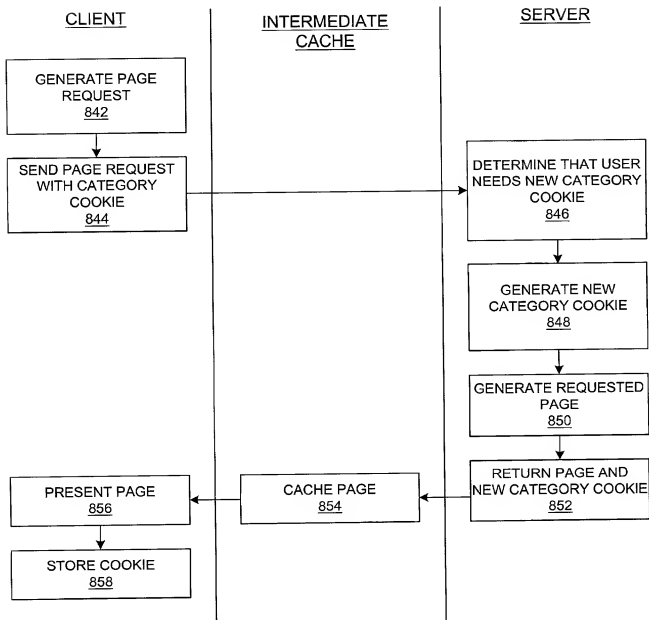 CLIENT
INTERMEDIATE
CACHE
SERVER
GENERATE PAGE
REQUEST
842
SEND PAGE REQUEST
WITH CATEGORY
COOKIE
844
DETERMINE THAT USER
NEEDS NEW CATEGORY
COOKIE
846
GENERATE NEW
CATEGORY COOKIE
848
GENERATE REQUESTED
PAGE
850
RETURN PAGE AND
NEW CATEGORY COOKIE
852
CACHE PAGE
854
PRESENT PAGE
856
STORE COOKIE
858